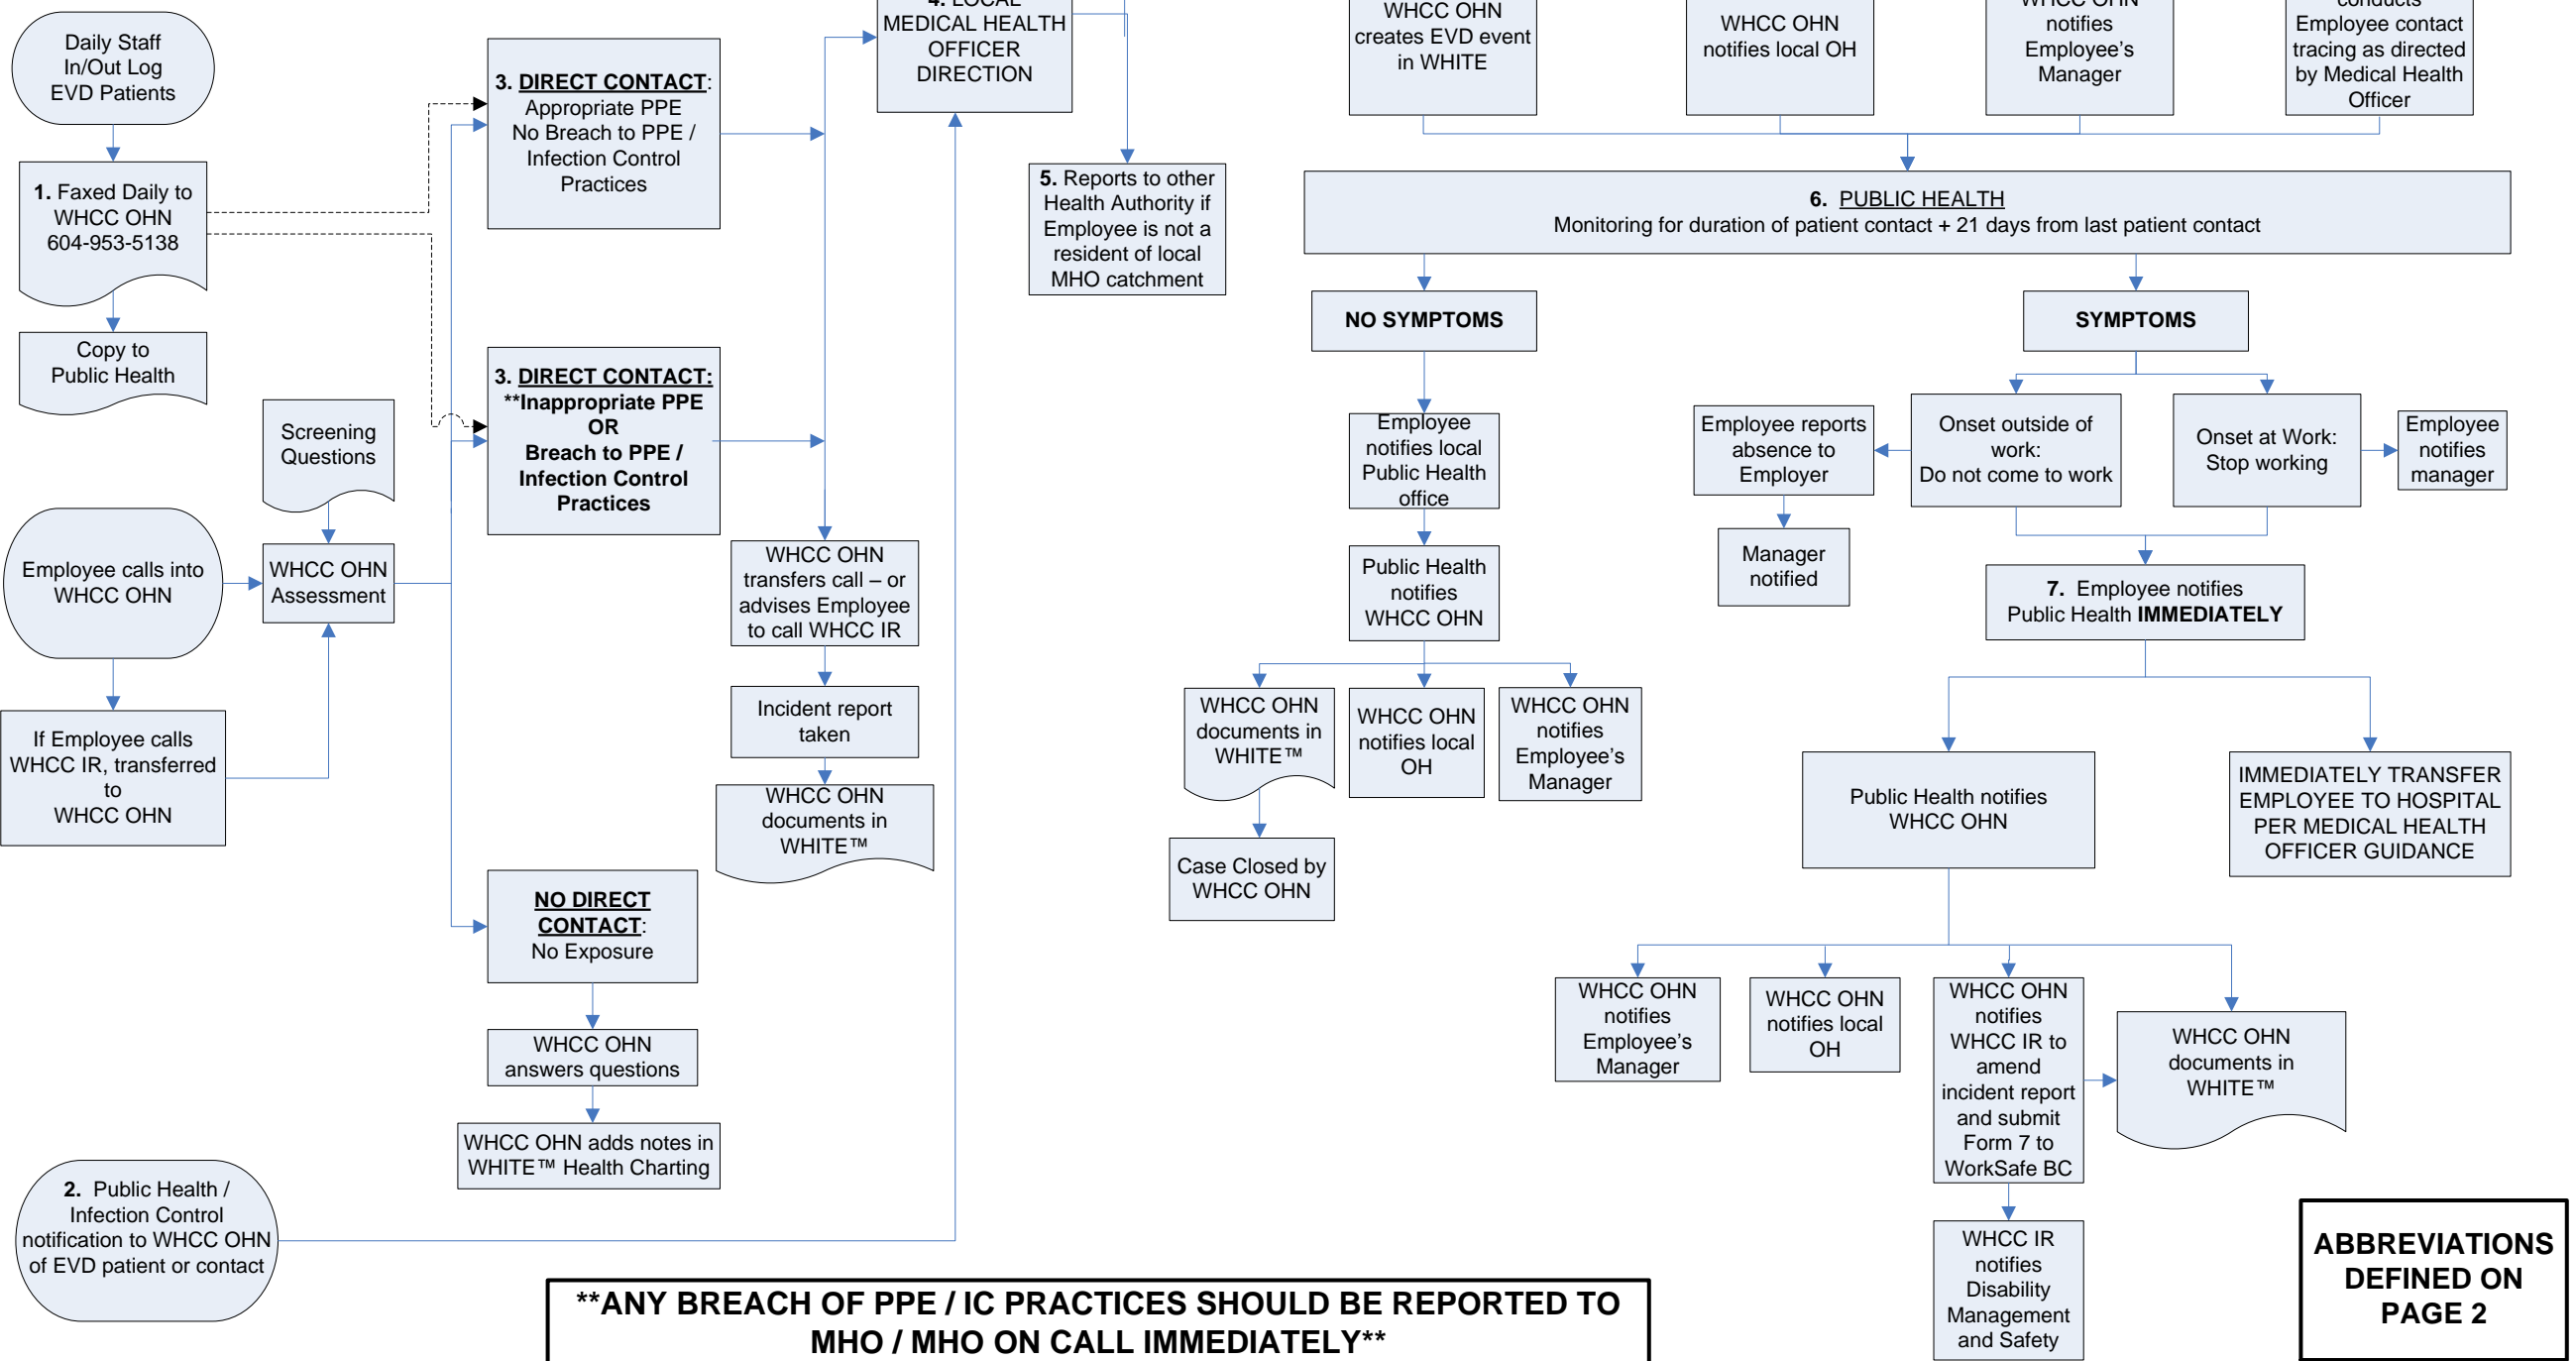 Daily Staff
In/Out Log
EVD Patients
1. Faxed Daily to
WHCC OHN
604-953-5138
Copy to
Public Health
Screening
Questions
Employee calls into
WHCC OHN
WHCC OHN
Assessment
If Employee calls
WHCC IR, transferred
to
WHCC OHN
2. Public Health /
Infection Control
notification to WHCC OHN
of EVD patient or contact
3. DIRECT CONTACT:
Appropriate PPE
No Breach to PPE /
Infection Control
Practices
3. DIRECT CONTACT:
**Inappropriate PPE
OR
Breach to PPE /
Infection Control
Practices
NO DIRECT
CONTACT:
No Exposure
WHCC OHN
answers questions
WHCC OHN adds notes in
WHITE™ Health Charting
4. LOCAL
MEDICAL HEALTH
OFFICER
DIRECTION
WHCC OHN
transfers call – or
advises Employee
to call WHCC IR
Incident report
taken
WHCC OHN
documents in
WHITE™
5. Reports to other
Health Authority if
Employee is not a
resident of local
MHO catchment
WHCC OHN
creates EVD event
in WHITE
WHCC OHN
notifies local OH
WHCC OHN
notifies
Employee's
Manager
conducts
Employee contact
tracing as directed
by Medical Health
Officer
6. PUBLIC HEALTH
Monitoring for duration of patient contact + 21 days from last patient contact
NO SYMPTOMS
Employee
notifies local
Public Health
office
Public Health
notifies
WHCC OHN
WHCC OHN
documents in
WHITE™
WHCC OHN
notifies local
OH
WHCC OHN
notifies
Employee's
Manager
Case Closed by
WHCC OHN
SYMPTOMS
Employee reports
absence to
Employer
Onset outside of
work:
Do not come to work
Onset at Work:
Stop working
Employee
notifies
manager
Manager
notified
7. Employee notifies
Public Health IMMEDIATELY
Public Health notifies
WHCC OHN
IMMEDIATELY TRANSFER
EMPLOYEE TO HOSPITAL
PER MEDICAL HEALTH
OFFICER GUIDANCE
WHCC OHN
notifies
Employee's
Manager
WHCC OHN
notifies local
OH
WHCC OHN
notifies
WHCC IR to
amend
incident report
and submit
Form 7 to
WorkSafe BC
WHCC OHN
documents in
WHITE™
WHCC IR
notifies
Disability
Management
and Safety
**ANY BREACH OF PPE / IC PRACTICES SHOULD BE REPORTED TO
MHO / MHO ON CALL IMMEDIATELY**
ABBREVIATIONS
DEFINED ON
PAGE 2